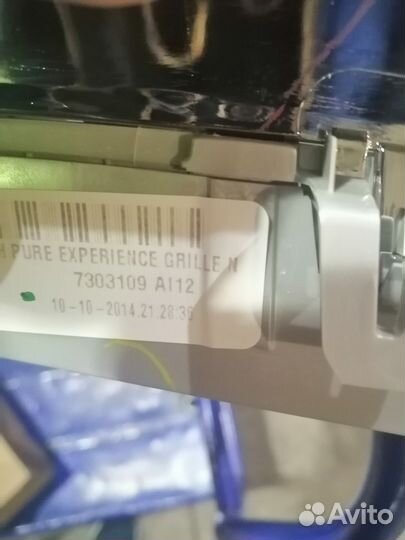 PURE EXPERIENCE GRILLE N
7303109 AI12
10-10-2014.21.28:36
Avito